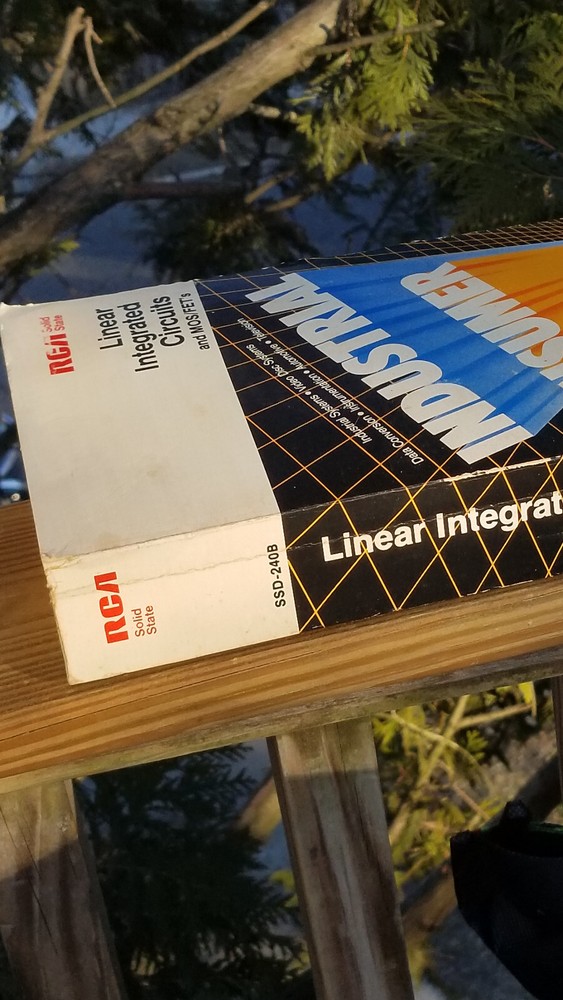 RCA Solid
State
Linear
Integrated
Circuits
and MOS/FET's
INDUSTRIAL
Industrial Systems • Video Disc Systems
Data Conversion • Instrumentation • Automotive • Television
SUMER
RCA
Solid
State
SSD-240B
Linear Integrat